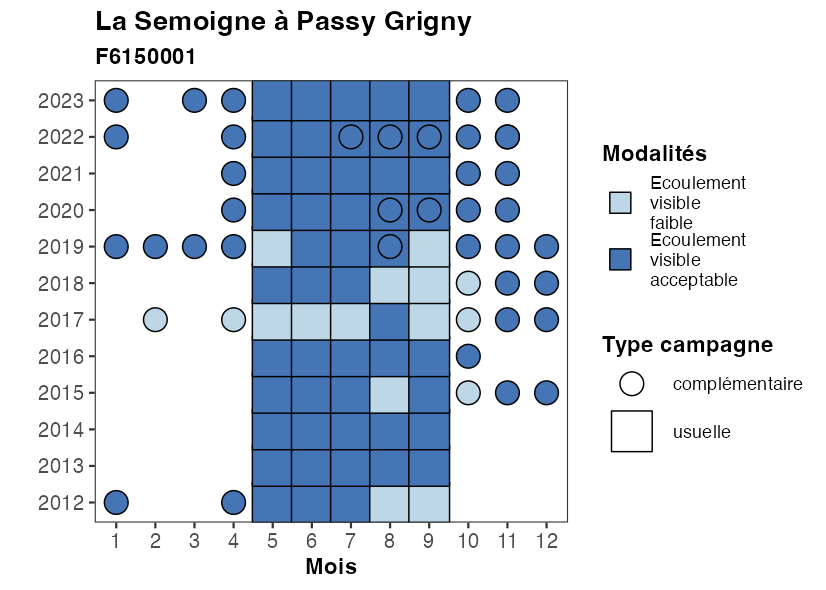 La Semoigne à Passy Grigny
F6150001
2023
2022
2021
2020
2019
2018
2017
2016
2015
2014
2013
2012
1 2 3 4 5 6 7 8 9 10 11 12
Mois
Modalités
Ecoulement
visible
faible
Ecoulement
visible
acceptable
Type campagne
complémentaire
usuelle